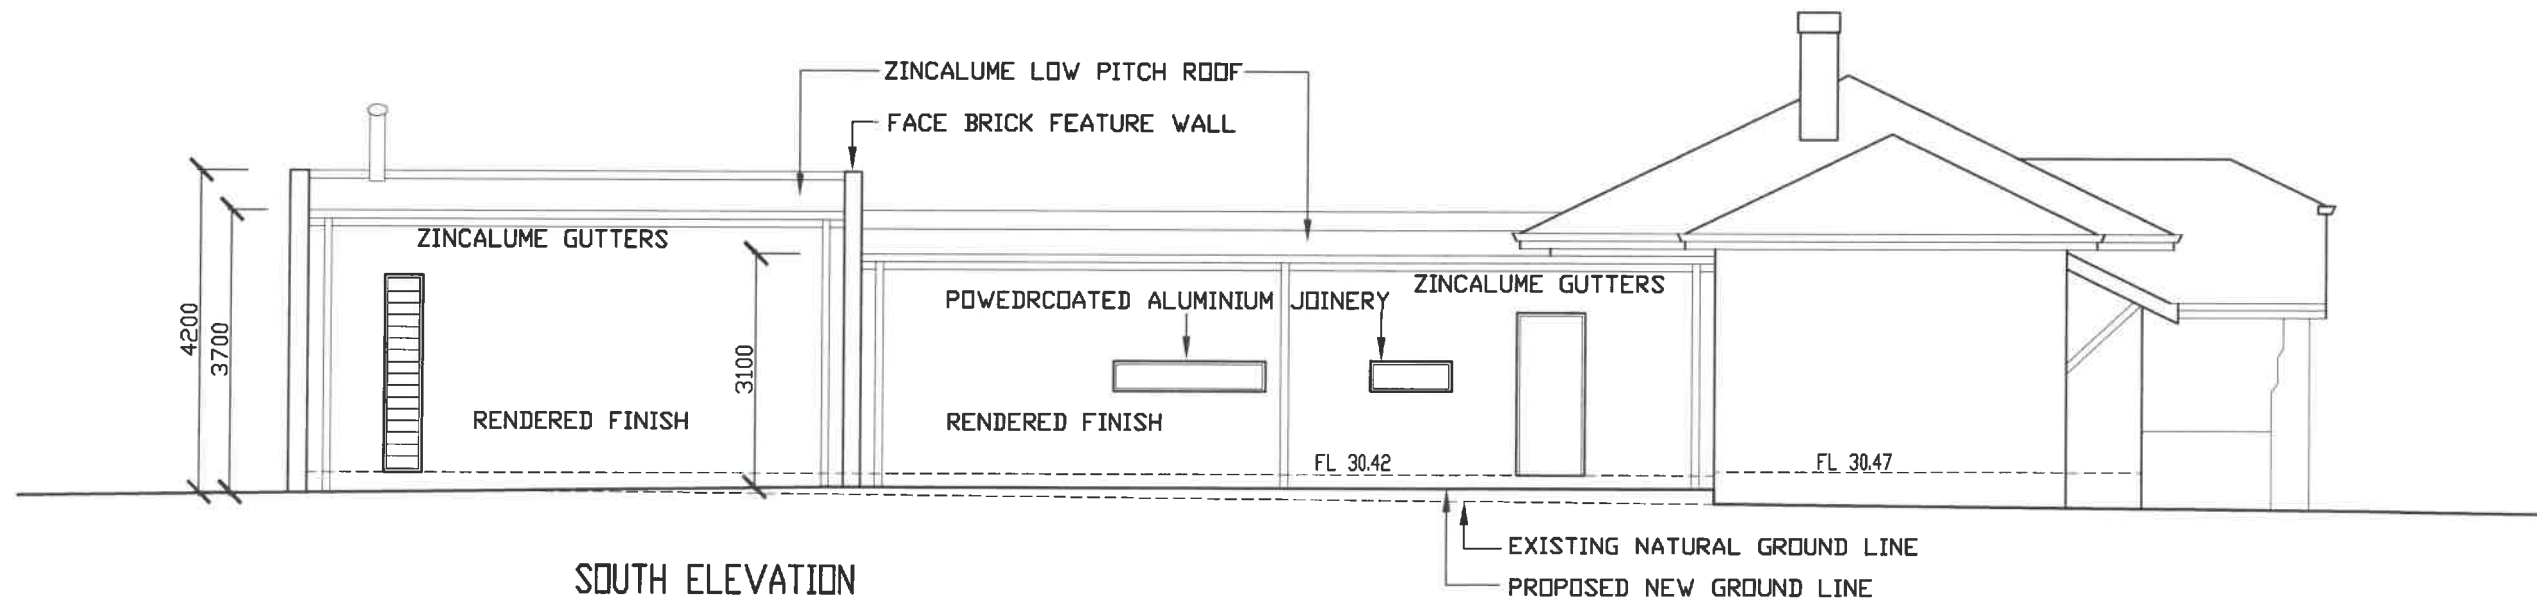 ZINCALUME LOW PITCH ROOF
FACE BRICK FEATURE WALL
ZINCALUME GUTTERS
ZINCALUME GUTTERS
POWEDRCOATED ALUMINIUM JOINERY
4200
3700
3100
RENDERED FINISH
RENDERED FINISH
FL 30.42
FL 30.47
EXISTING NATURAL GROUND LINE
PROPOSED NEW GROUND LINE
SOUTH ELEVATION